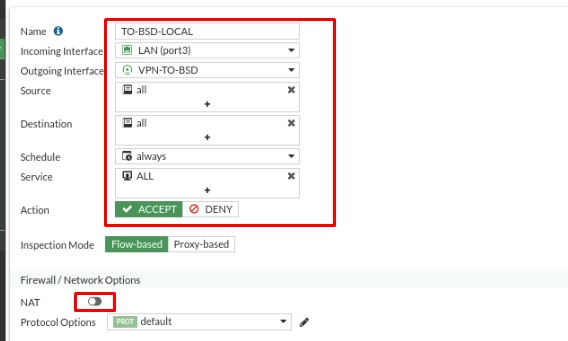 Name TO-BSD-LOCAL
Incoming Interface LAN (port3)
Outgoing Interface VPN-TO-BSD
Source all
+
Destination all
+
Schedule always
Service ALL
+
Action ACCEPT DENY
Inspection Mode Flow-based Proxy-based
Firewall / Network Options
NAT
Protocol Options PROT default